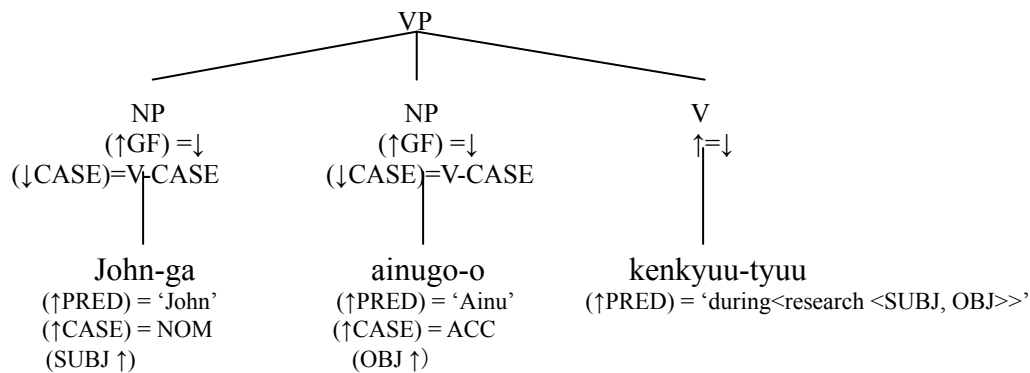 VP
NP NP V
(↑GF) =↓ (↑GF) =↓ ↑=↓
(↓CASE)=V-CASE (↓CASE)=V-CASE
John-ga ainugo-o kenkyuu-tyuu
(↑PRED) = ‘John’ (↑PRED) = ‘Ainu’ (↑PRED) = ‘during<research <SUBJ, OBJ>>’
(↑CASE) = NOM (↑CASE) = ACC
(SUBJ ↑) (OBJ ↑)